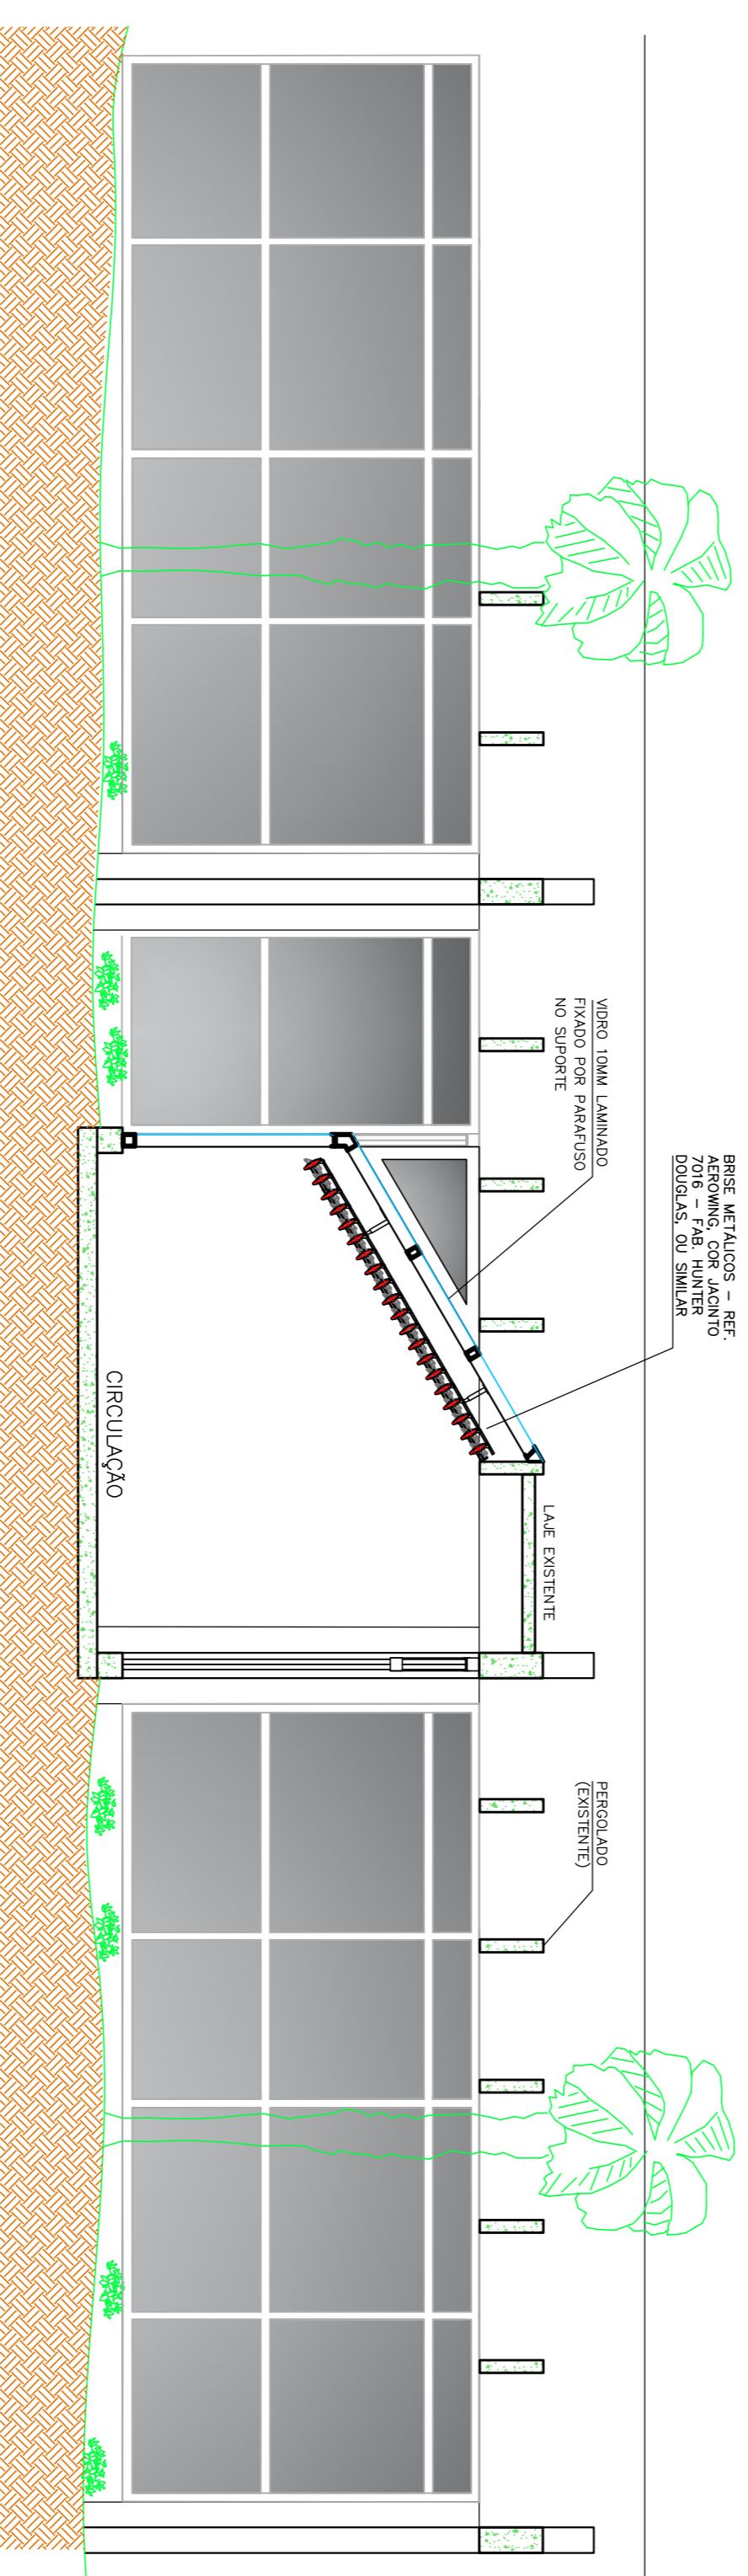 VIDRO 10MM LAMINADO
FIXADO POR PARAFUSO
NO SUPORTE
BRISE METÁLICOS - REF.
AEROWING, COR JACINTO
7016 - FAB. HUNTER
DOUGLAS, OU SIMILAR
LAJE EXISTENTE
CIRCULAÇÃO
PERGOLADO
(EXISTENTE)